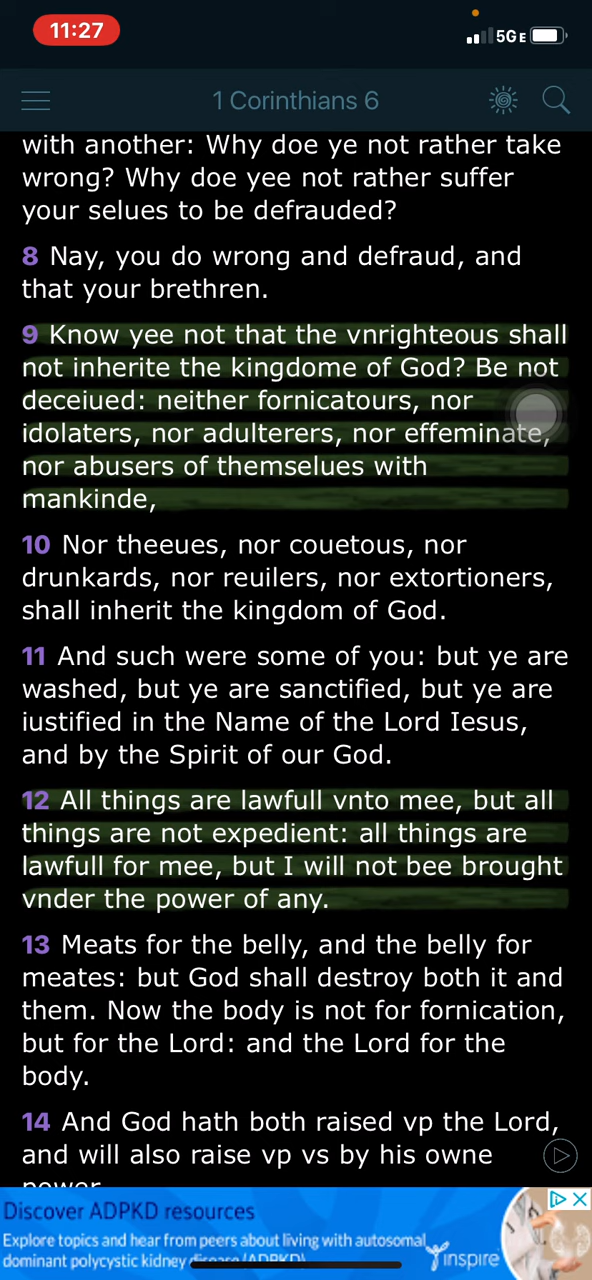 11:27
5GE
1 Corinthians 6
with another: Why doe ye not rather take
wrong? Why doe yee not rather suffer
your selues to be defrauded?
8 Nay, you do wrong and defraud, and
that your brethren.
9 Know yee not that the vnrighteous shall
not inherite the kingdome of God? Be not
deceiued: neither fornicatours, nor
idolaters, nor adulterers, nor effeminate,
nor abusers of themselues with
mankinde,
10 Nor theeues, nor couetous, nor
drunkards, nor reuilers, nor extortioners,
shall inherit the kingdom of God.
11 And such were some of you: but ye are
washed, but ye are sanctified, but ye are
iustified in the Name of the Lord Iesus,
and by the Spirit of our God.
12 All things are lawfull vnto mee, but all
things are not expedient: all things are
lawfull for mee, but I will not bee brought
vnder the power of any.
13 Meats for the belly, and the belly for
meates: but God shall destroy both it and
them. Now the body is not for fornication,
but for the Lord: and the Lord for the
body.
14 And God hath both raised vp the Lord,
and will also raise vp vs by his owne
power
Discover ADPKD resources
Explore topics and hear from peers about living with autosomal
dominant polycystic kidney disease (ADPKD)
inspire